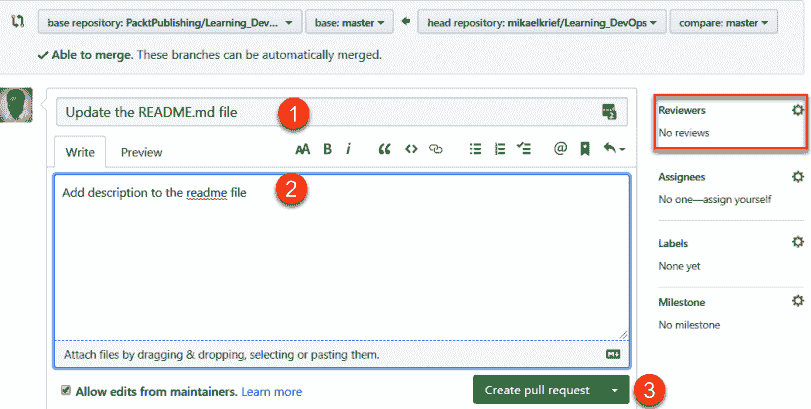 base repository: PacktPublishing/Learning_Dev... base: master head repository: mikaelkrief/Learning_DevOps compare: master
Able to merge. These branches can be automatically merged.
Update the README.md file 1
Reviewers
No reviews
Write Preview AA B i
Add description to the readme file 2
Assignees
No one—assign yourself
Labels
None yet
Milestone
No milestone
Attach files by dragging & dropping, selecting or pasting them.
Allow edits from maintainers. Learn more
Create pull request 3